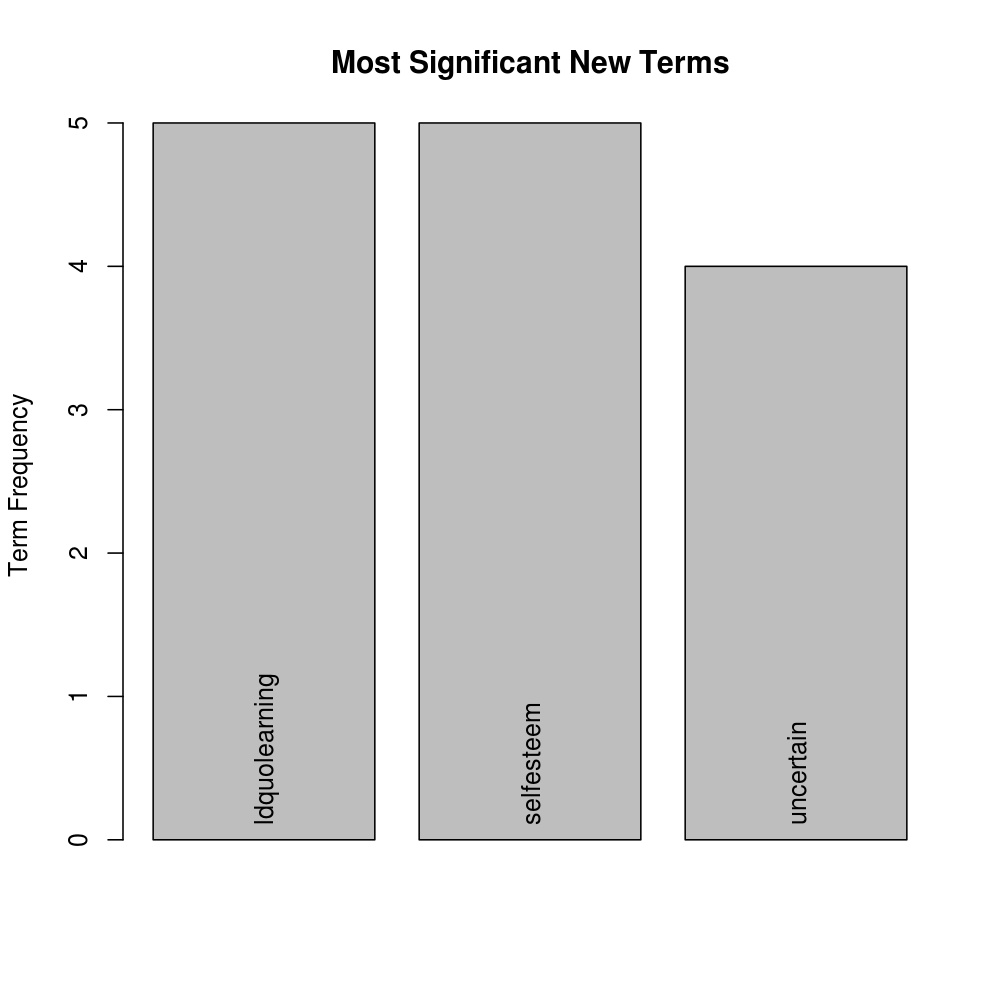 Most Significant New Terms
Term Frequency
5
4
3
2
1
0
ldquolearning
selfesteem
uncertain